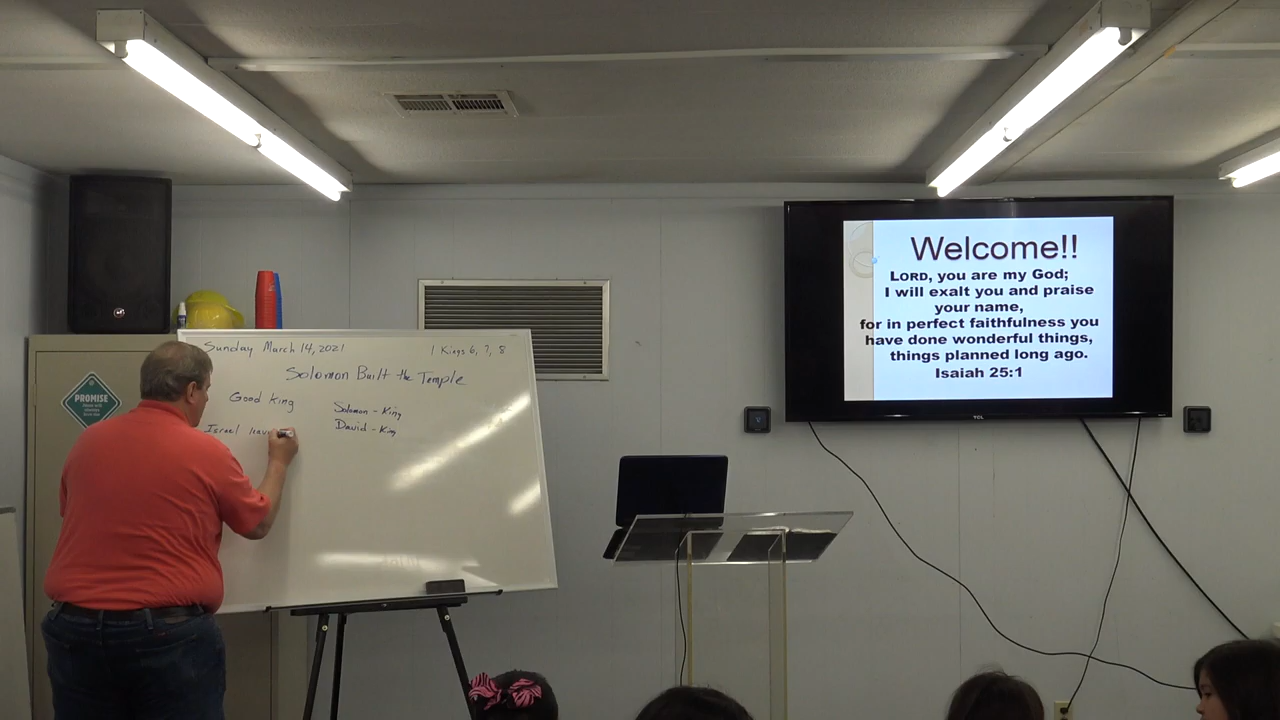 Sunday March 14, 2021
1 Kings 6, 7, 8
Solomon Built the Temple
Good King
Solomon - King
Israel
David - King
PROMISE
Welcome!!
LORD, you are my God;
I will exalt you and praise
your name,
for in perfect faithfulness you
have done wonderful things,
things planned long ago.
Isaiah 25:1
TCL